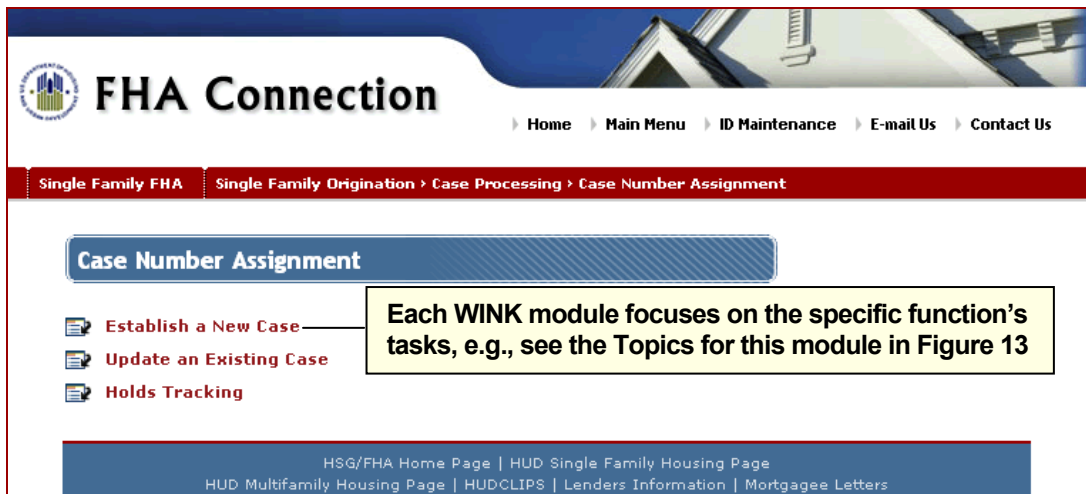 FHA Connection
Home Main Menu ID Maintenance E-mail Us Contact Us
Single Family FHA Single Family Origination > Case Processing > Case Number Assignment
Case Number Assignment
Establish a New Case
Each WINK module focuses on the specific function's
tasks, e.g., see the Topics for this module in Figure 13
Update an Existing Case
Holds Tracking
HSG/FHA Home Page | HUD Single Family Housing Page
HUD Multifamily Housing Page | HUDCLIPS | Lenders Information | Mortgagee Letters